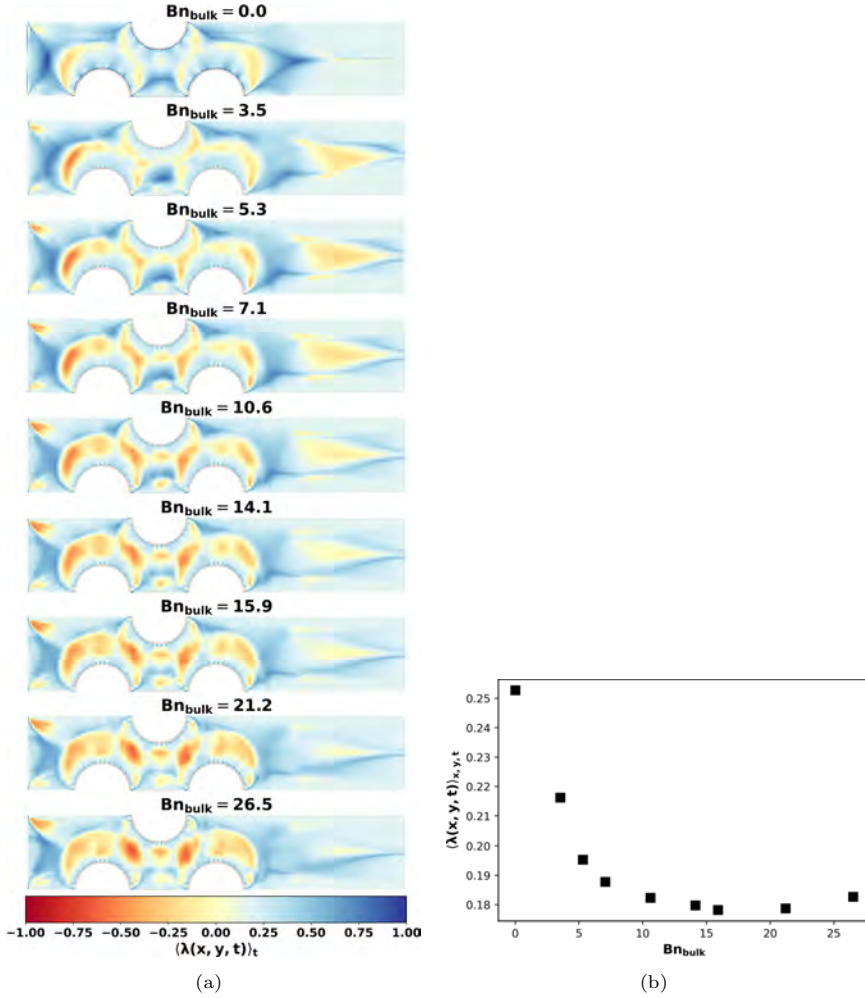 Bn_bulk = 0.0
Bn_bulk = 3.5
Bn_bulk = 5.3
Bn_bulk = 7.1
Bn_bulk = 10.6
Bn_bulk = 14.1
Bn_bulk = 15.9
Bn_bulk = 21.2
Bn_bulk = 26.5
−1.00 −0.75 −0.50 −0.25 0.00 0.25 0.50 0.75 1.00
⟨λ(x, y, t)⟩_t
(a)
0.25
0.24
0.23
0.22
0.21
0.20
0.19
0.18
⟨λ(x, y, t)⟩_x,y,t
0 5 10 15 20 25
Bn_bulk
(b)